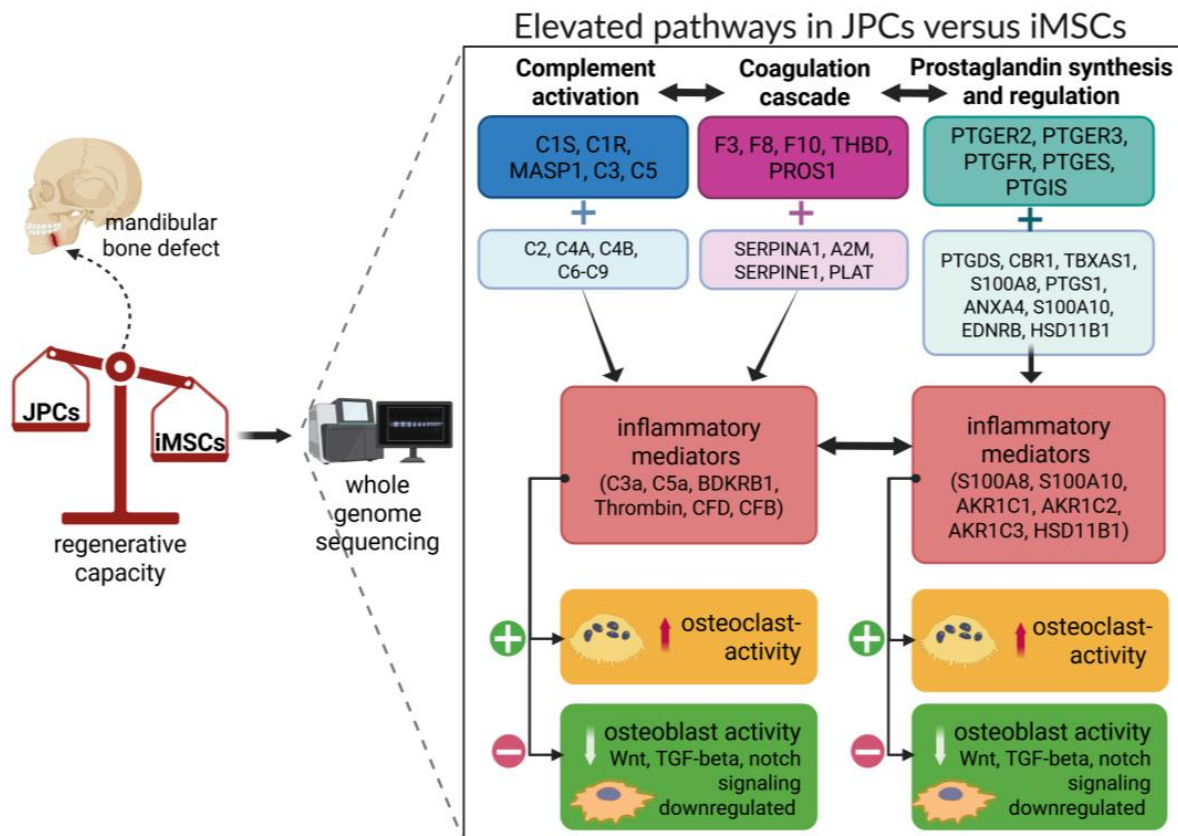 Elevated pathways in JPCs versus iMSCs
mandibular
bone defect
JPCs
iMSCs
regenerative
capacity
whole
genome
sequencing
Complement
activation
Coagulation
cascade
Prostaglandin synthesis
and regulation
C1S, C1R,
MASP1, C3, C5
F3, F8, F10, THBD,
PROS1
PTGER2, PTGER3,
PTGFR, PTGES,
PTGIS
+
+
+
C2, C4A, C4B,
C6-C9
SERPINA1, A2M,
SERPINE1, PLAT
PTGDS, CBR1, TBXAS1,
S100A8, PTGS1,
ANXA4, S100A10,
EDNRB, HSD11B1
inflammatory
mediators
(C3a, C5a, BDKRB1,
Thrombin, CFD, CFB)
inflammatory
mediators
(S100A8, S100A10,
AKR1C1, AKR1C2,
AKR1C3, HSD11B1)
+
osteoclast-
activity
+
osteoclast-
activity
−
osteoblast activity
Wnt, TGF-beta, notch
signaling
downregulated
−
osteoblast activity
Wnt, TGF-beta, notch
signaling
downregulated